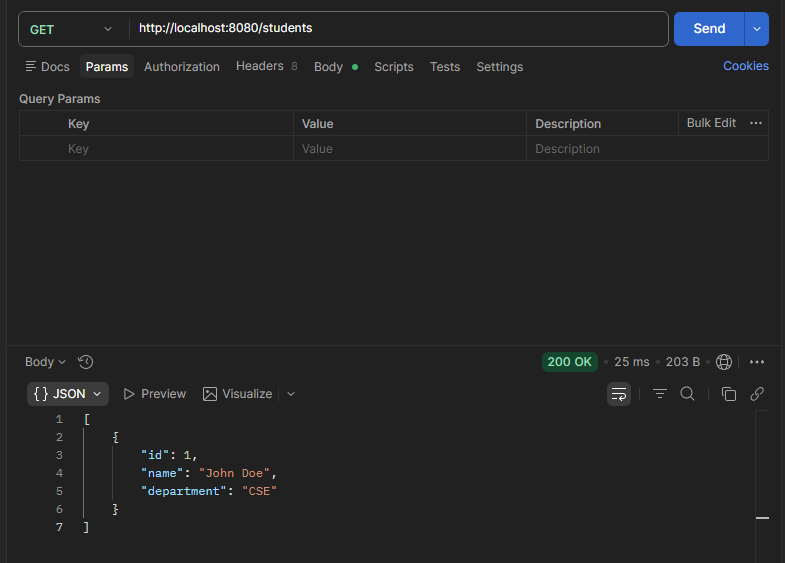 GET http://localhost:8080/students Send
Docs Params Authorization Headers 8 Body Scripts Tests Settings Cookies
Query Params
Key Value Description Bulk Edit
Key Value Description
Body 200 OK • 25 ms • 203 B
{} JSON Preview Visualize
1 [
2 {
3 "id": 1,
4 "name": "John Doe",
5 "department": "CSE"
6 }
7 ]